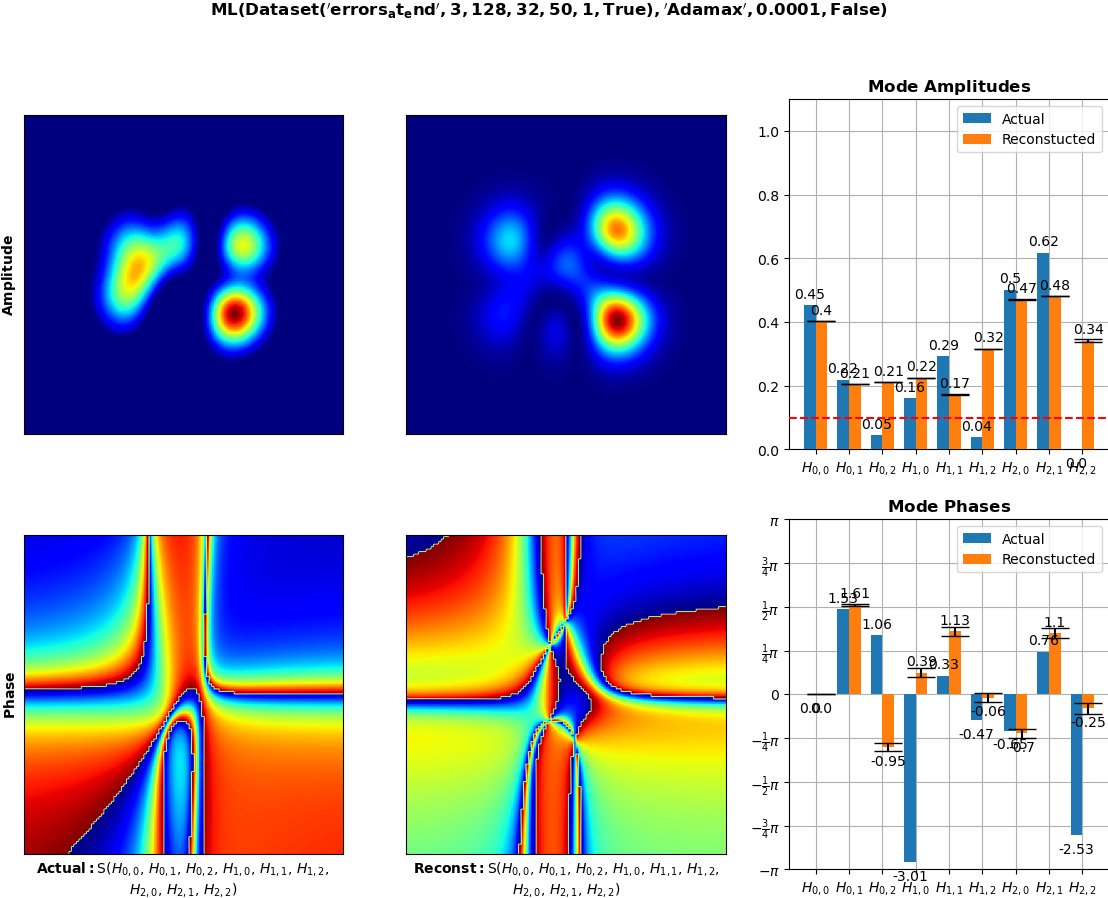 ML(Dataset('errors_at_end', 3, 128, 32, 50, 1, True), 'Adamax', 0.0001, False)
Mode Amplitudes
Actual
Reconstucted
1.0
0.8
0.6
0.4
0.2
0.0
0.45
0.4
0.22
0.21
0.05
0.21
0.16
0.22
0.29
0.17
0.04
0.32
0.5
0.47
0.62
0.48
0.0
0.34
H0,0 H0,1 H0,2 H1,0 H1,1 H1,2 H2,0 H2,1 H2,2
Amplitude
Mode Phases
Actual
Reconstucted
π
3/4π
1/2π
1/4π
0
−1/4π
−1/2π
−3/4π
−π
0.0
0.0
1.53
1.61
1.06
-0.95
-3.01
0.39
0.33
1.13
-0.47
-0.06
-0.65
-0.7
0.76
1.1
-2.53
-0.25
H0,0 H0,1 H0,2 H1,0 H1,1 H1,2 H2,0 H2,1 H2,2
Phase
Actual: S(H0,0, H0,1, H0,2, H1,0, H1,1, H1,2,
H2,0, H2,1, H2,2)
Reconst: S(H0,0, H0,1, H0,2, H1,0, H1,1, H1,2,
H2,0, H2,1, H2,2)